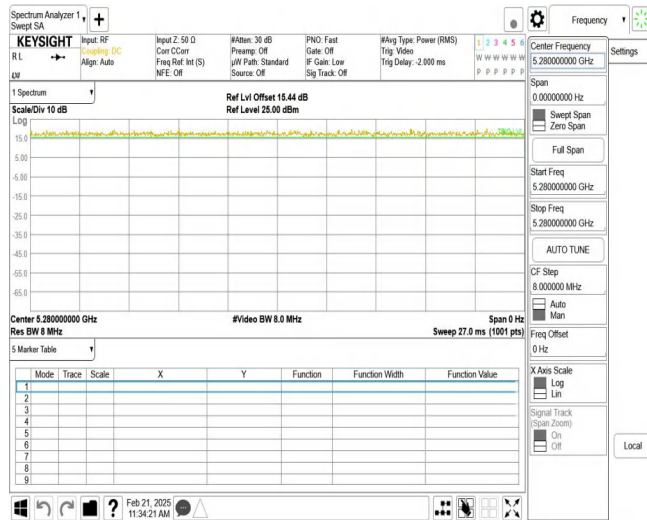 Spectrum Analyzer 1
Swept SA
Frequency
KEYSIGHT
RL
Input: RF
Coupling: DC
Align: Auto
Input Z: 50 Ω
Corr CCorr
Freq Ref: Int (S)
NFE: Off
#Atten: 30 dB
Preamp: Off
µW Path: Standard
Source: Off
PNO: Fast
Gate: Off
IF Gain: Low
Sig Track: Off
#Avg Type: Power (RMS)
Trig: Video
Trig Delay: -2.000 ms
1 2 3 4 5 6
W W W W W W
P P P P P P
Center Frequency
5.280000000 GHz
Settings
Span
0.00000000 Hz
Swept Span
Zero Span
Full Span
Start Freq
5.280000000 GHz
Stop Freq
5.280000000 GHz
AUTO TUNE
CF Step
8.000000 MHz
Auto
Man
Freq Offset
0 Hz
X Axis Scale
Log
Lin
Signal Track
(Span Zoom)
On
Off
Local
1 Spectrum
Scale/Div 10 dB
Ref Lvl Offset 15.44 dB
Ref Level 25.00 dBm
Log
15.0
5.00
-5.00
-15.0
-25.0
-35.0
-45.0
-55.0
-65.0
Center 5.280000000 GHz
#Video BW 8.0 MHz
Span 0 Hz
Res BW 8 MHz
Sweep 27.0 ms (1001 pts)
5 Marker Table
Mode Trace Scale X Y Function Function Width Function Value
1
2
3
4
5
6
7
8
9
?
Feb 21, 2025
11:34:21 AM